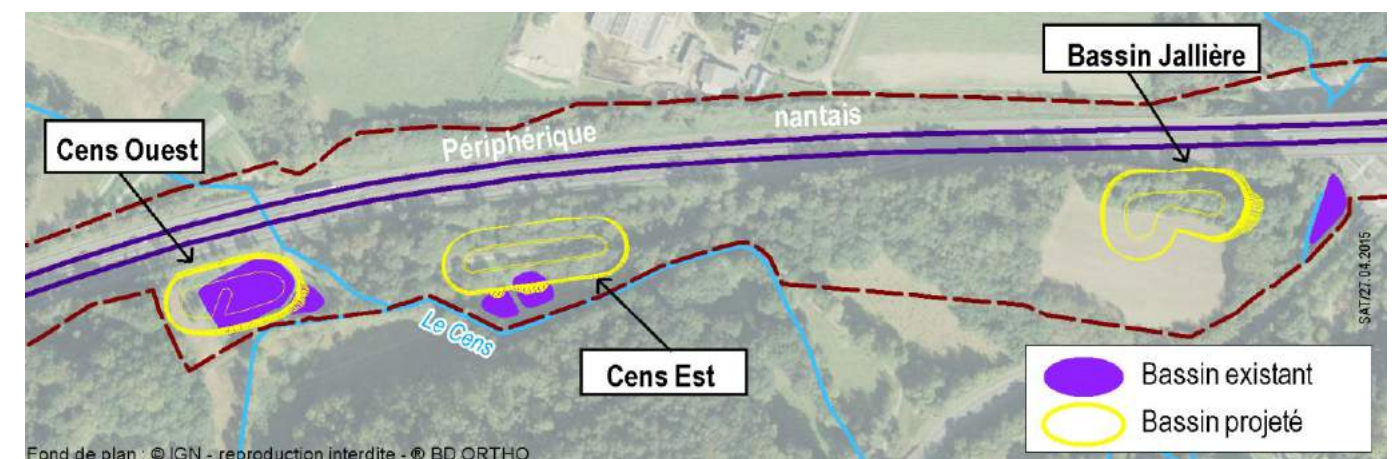 Bassin Jallière
nantais
Périphérique
Cens Ouest
Le Cens
Cens Est
SAT/27.04.2015
Bassin existant
Bassin projeté
Fond de plan : © IGN - reproduction interdite - ® BD ORTHO